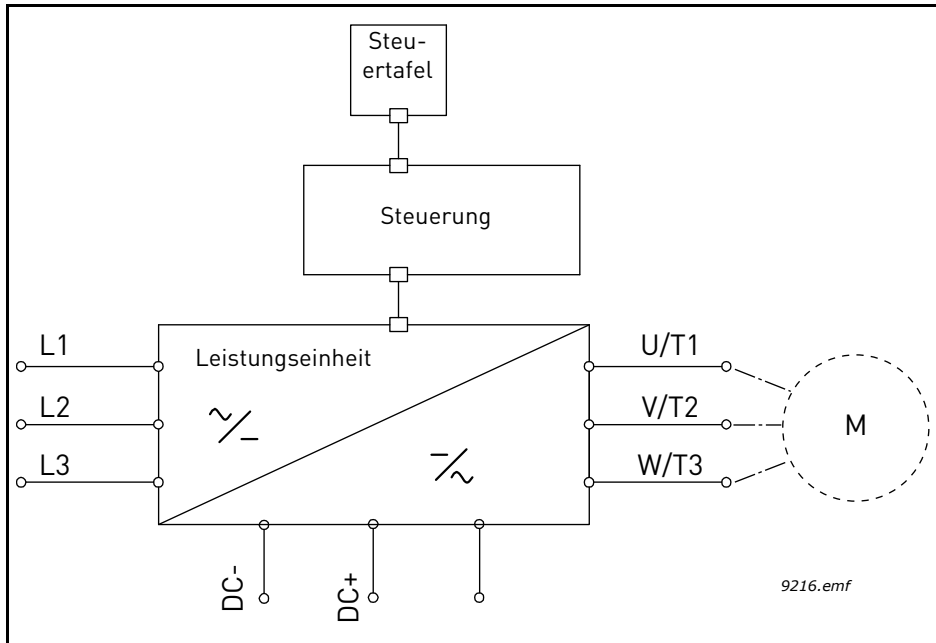 Steu-
ertafel
Steuerung
Leistungseinheit
L1
L2
L3
U/T1
V/T2
W/T3
M
DC-
DC+
9216.emf